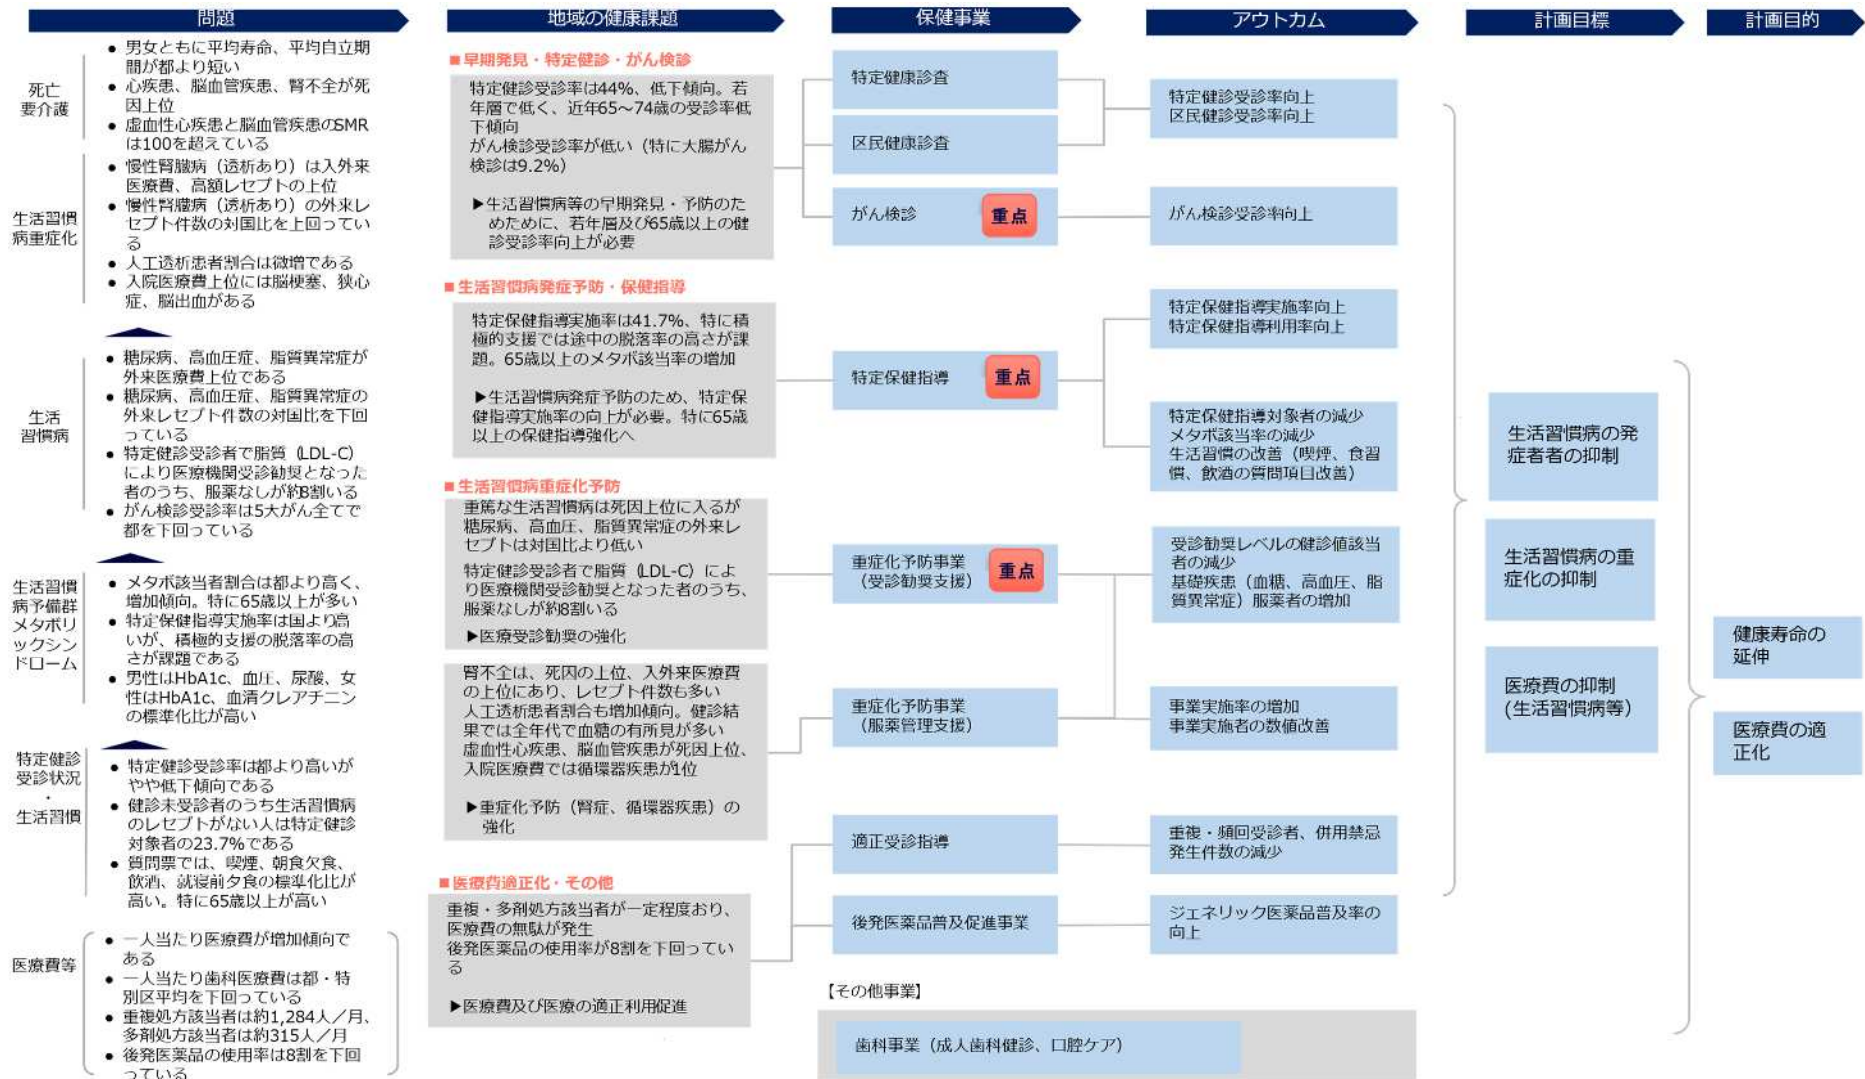 問題
地域の健康課題
保健事業
アウトカム
計画目標
計画目的
死亡
要介護
● 男女ともに平均寿命、平均自立期
間が都より短い
● 心疾患、脳血管疾患、腎不全が死
因上位
● 虚血性心疾患と脳血管疾患のSMR
は100を超えている
生活習慣
病重症化
● 慢性腎臓病（透析あり）は入外来
医療費、高額レセプトの上位
● 慢性腎臓病（透析あり）の外来レ
セプト件数の対国比を上回ってい
る
● 人工透析患者割合は微増である
● 入院医療費上位には脳梗塞、狭心
症、脳出血がある
生活
習慣病
● 糖尿病、高血圧症、脂質異常症が
外来医療費上位である
● 糖尿病、高血圧症、脂質異常症の
外来レセプト件数の対国比を下回
っている
● 特定健診受診者で脂質（LDL-C）
により医療機関受診勧奨となった
者のうち、服薬なしが約8割いる
● がん検診受診率は5大がん全てで
都を下回っている
生活習慣
病予備群
メタボリ
ックシン
ドローム
● メタボ該当者割合は都より高く、
増加傾向。特に65歳以上が多い
● 特定保健指導実施率は国より高
いが、積極的支援の脱落率の高
さが課題である
● 男性はHbA1c、血圧、尿酸、女
性はHbA1c、血清クレアチニン
の標準化比が高い
特定健診
受診状況
・
生活習慣
● 特定健診受診率は都より高いが
やや低下傾向である
● 健診未受診者のうち生活習慣病
のレセプトがない人は特定健診
対象者の23.7%である
● 質問票では、喫煙、朝食欠食、
飲酒、就寝前夕食の標準化比が
高い。特に65歳以上が高い
医療費等
● 一人当たり医療費が増加傾向で
ある
● 一人当たり歯科医療費は都・特
別区平均を下回っている
● 重複処方該当者は約1,284人／月、
多剤処方該当者は約315人／月
● 後発医薬品の使用率は8割を下回
っている
■早期発見・特定健診・がん検診
特定健診受診率は44%、低下傾向。若
年層で低く、近年65～74歳の受診率低
下傾向
がん検診受診率が低い（特に大腸がん
検診は9.2%）
▶生活習慣病等の早期発見・予防のた
めために、若年層及び65歳以上の健
診受診率向上が必要
■生活習慣病発症予防・保健指導
特定保健指導実施率は41.7%、特に積
極的支援では途中の脱落率の高さが課
題。65歳以上のメタボ該当率の増加
▶生活習慣病発症予防のため、特定保
健指導実施率の向上が必要。特に65歳
以上の保健指導強化へ
■生活習慣病重症化予防
重篤な生活習慣病は死因上位に入るが
糖尿病、高血圧、脂質異常症の外来レ
セプトは対国比より低い
特定健診受診者で脂質（LDL-C）によ
り医療機関受診勧奨となった者のうち、
服薬なしが約8割いる
▶医療受診勧奨の強化
腎不全は、死因の上位、入外来医療費
の上位にあり、レセプト件数も多い
人工透析患者割合も増加傾向。健診結
果では全年代で血糖の有所見が多い
虚血性心疾患、脳血管疾患が死因上位、
入院医療費では循環器疾患が1位
▶重症化予防（腎症、循環器疾患）の
強化
■医療費適正化・その他
重複・多剤処方該当者が一定程度おり、
医療費の無駄が発生
後発医薬品の使用率が8割を下回ってい
る
▶医療費及び医療の適正利用促進
特定健康診査
区民健康診査
がん検診
重点
特定保健指導
重点
重症化予防事業
（受診勧奨支援）
重点
重症化予防事業
（服薬管理支援）
適正受診指導
後発医薬品普及促進事業
【その他事業】
歯科事業（成人歯科健診、口腔ケア）
特定健診受診率向上
区民健診受診率向上
がん検診受診率向上
特定保健指導実施率向上
特定保健指導利用率向上
特定保健指導対象者の減少
メタボ該当率の減少
生活習慣の改善（喫煙、食習
慣、飲酒の質問項目改善）
受診勧奨レベルの健診値該当
者の減少
基礎疾患（血糖、高血圧、脂
質異常症）服薬者の増加
事業実施率の増加
事業実施者の数値改善
重複・頻回受診者、併用禁忌
発生件数の減少
ジェネリック医薬品普及率の
向上
生活習慣病の発
症者者の抑制
生活習慣病の重
症化の抑制
医療費の抑制
(生活習慣病等)
健康寿命の
延伸
医療費の適
正化